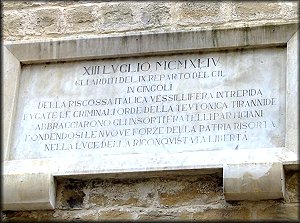 XIII LUGLIO MCMXLIV
GLI ARDITI DEL IX REPARTO DEL CIL
IN CINGOLI
DELLA RISCOSSA ITALICA VESSILLIFERA INTREPIDA
FUGATE LE CRIMINALI ORDE DELLA TEUTONICA TIRANNIDE
ABBRACCIARONO GLI INSORTI FRATELLI PARTIGIANI
FONDENDOSI LE NUOVE FORZE DELLA PATRIA RISORTA
NELLA LUCE DELLA RICONQUISTATA LIBERTÀ